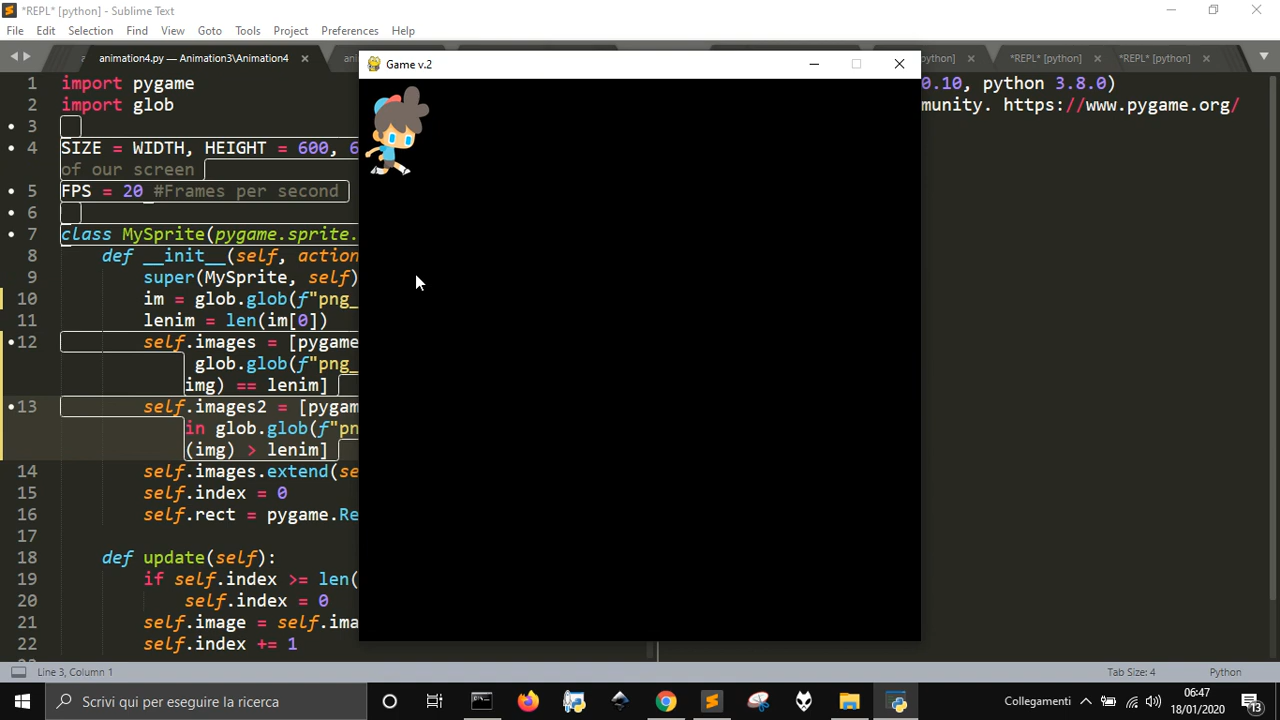 *REPL* [python] - Sublime Text
File Edit Selection Find View Goto Tools Project Preferences Help
animation4.py — Animation3\Animation4
*REPL* [python]
*REPL* [python]
Game v.2
1 import pygame
2 import glob
3
4 SIZE = WIDTH, HEIGHT = 600,
of our screen
5 FPS = 20 #Frames per second
6
7 class MySprite(pygame.sprite.
8 def __init__(self, action
9 super(MySprite, self)
10 im = glob.glob(f"png_
11 lenim = len(im[0])
12 self.images = [pygame
glob.glob(f"png_
img) == lenim]
13 self.images2 = [pygam
in glob.glob(f"pn
(img) > lenim]
14 self.images.extend(se
15 self.index = 0
16 self.rect = pygame.Re
17
18 def update(self):
19 if self.index >= len(
20 self.index = 0
21 self.image = self.ima
22 self.index += 1
0.10, python 3.8.0)
munity. https://www.pygame.org/
Line 3, Column 1
Tab Size: 4
Python
Scrivi qui per eseguire la ricerca
Collegamenti
06:47
18/01/2020
13